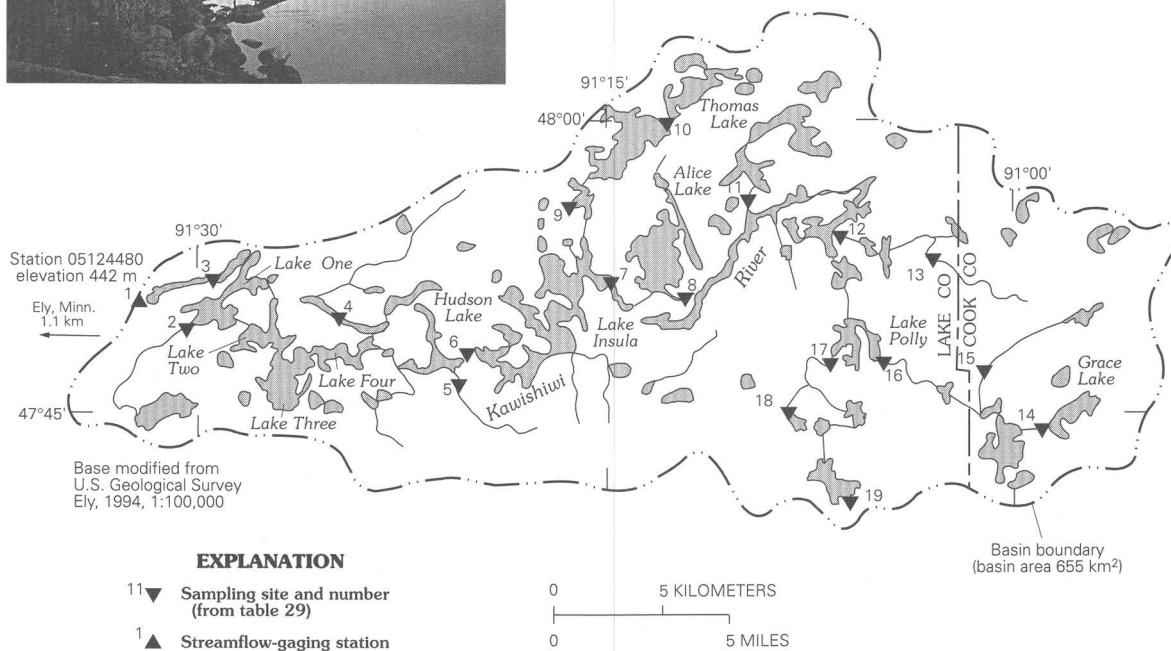 91°15'
48°00'
Thomas
Lake
10
Alice
Lake
11
91°00'
9
12
91°30'
Station 05124480
elevation 442 m
3
Lake One
1
Ely, Minn.
1.1 km
2
4
Hudson
Lake
7
8
River
13
LAKE CO
COOK CO
Lake
Two
6
Lake
Insula
Lake
Polly
17
16
15
Lake Four
5
Kawishiwi
Grace
Lake
47°45'
Lake Three
18
14
19
Base modified from
U.S. Geological Survey
Ely, 1994, 1:100,000
Basin boundary
(basin area 655 km²)
EXPLANATION
11 Sampling site and number
(from table 29)
1 Streamflow-gaging station
0 5 KILOMETERS
0 5 MILES